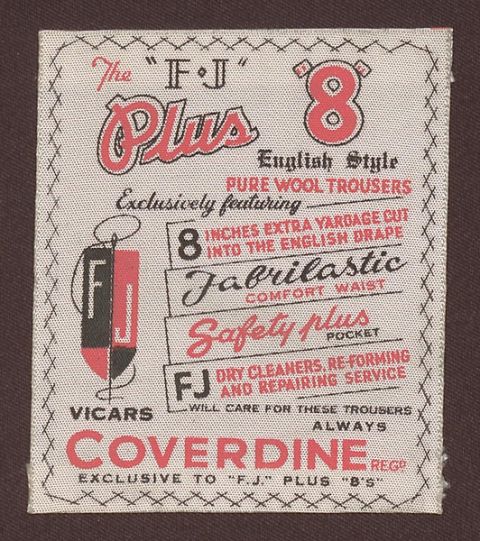 The "F·J"
Plus "8"
English Style
PURE WOOL TROUSERS
Exclusively featuring
8 INCHES EXTRA YARDAGE CUT
INTO THE ENGLISH DRAPE
Fabrilastic
COMFORT WAIST
Safety plus
POCKET
FJ DRY CLEANERS, RE-FORMING
AND REPAIRING SERVICE
WILL CARE FOR THESE TROUSERS
ALWAYS
FJ
VICARS
COVERDINE REGD
EXCLUSIVE TO "F.J." PLUS "8's"